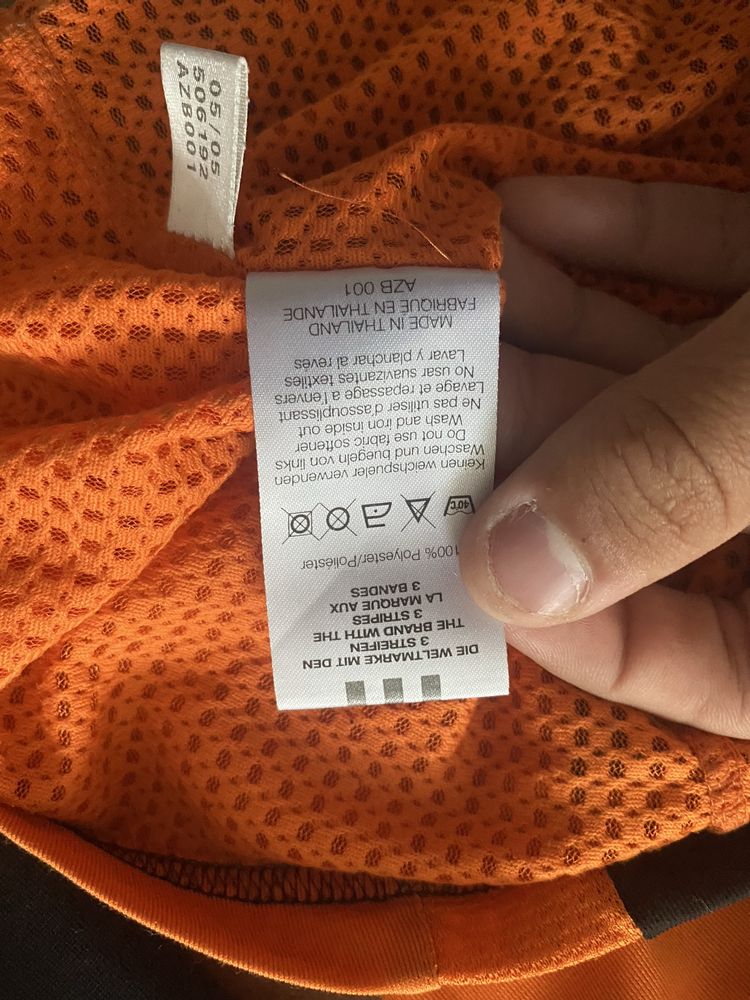 05/05
506192
AZB001
DIE WELTMARKE MIT DEN
3 STREIFEN
THE BRAND WITH THE
3 STRIPES
LA MARQUE AUX
3 BANDES
100% Polyester/Poliéster
40°C
Keinen weichspueler verwenden
Waschen und buegeln von links
Do not use fabric softener
Wash and iron inside out
Ne pas utiliser d'assouplissant
Lavage et repassage a l'envers
No usar suavizantes textiles
Lavar y planchar al revés
MADE IN THAILAND
FABRIQUE EN THAILANDE
AZB 001